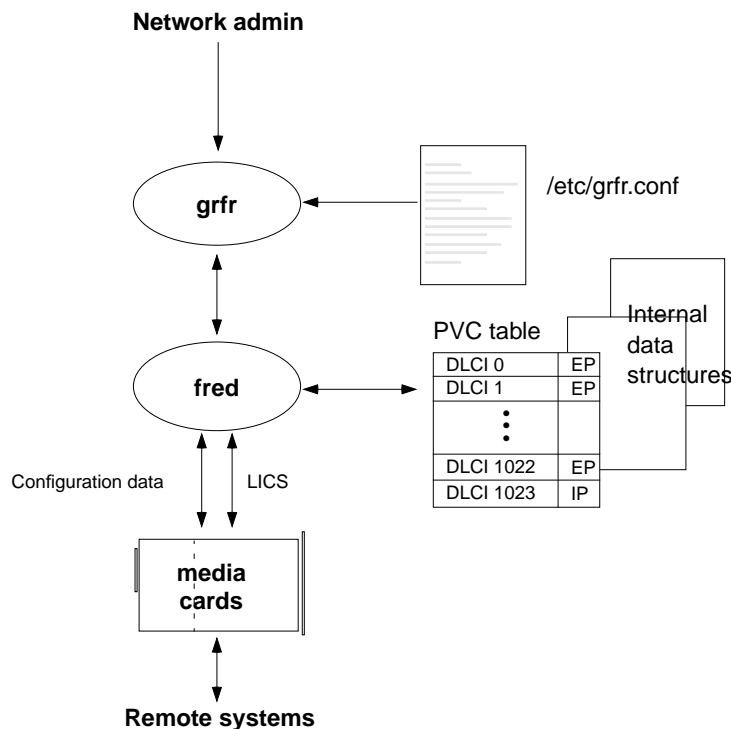 Network admin
grfr
/etc/grfr.conf
PVC table
Internal
data
structures
DLCI 0 EP
DLCI 1 EP
DLCI 1022 EP
DLCI 1023 IP
fred
Configuration data
LICS
media
cards
Remote systems